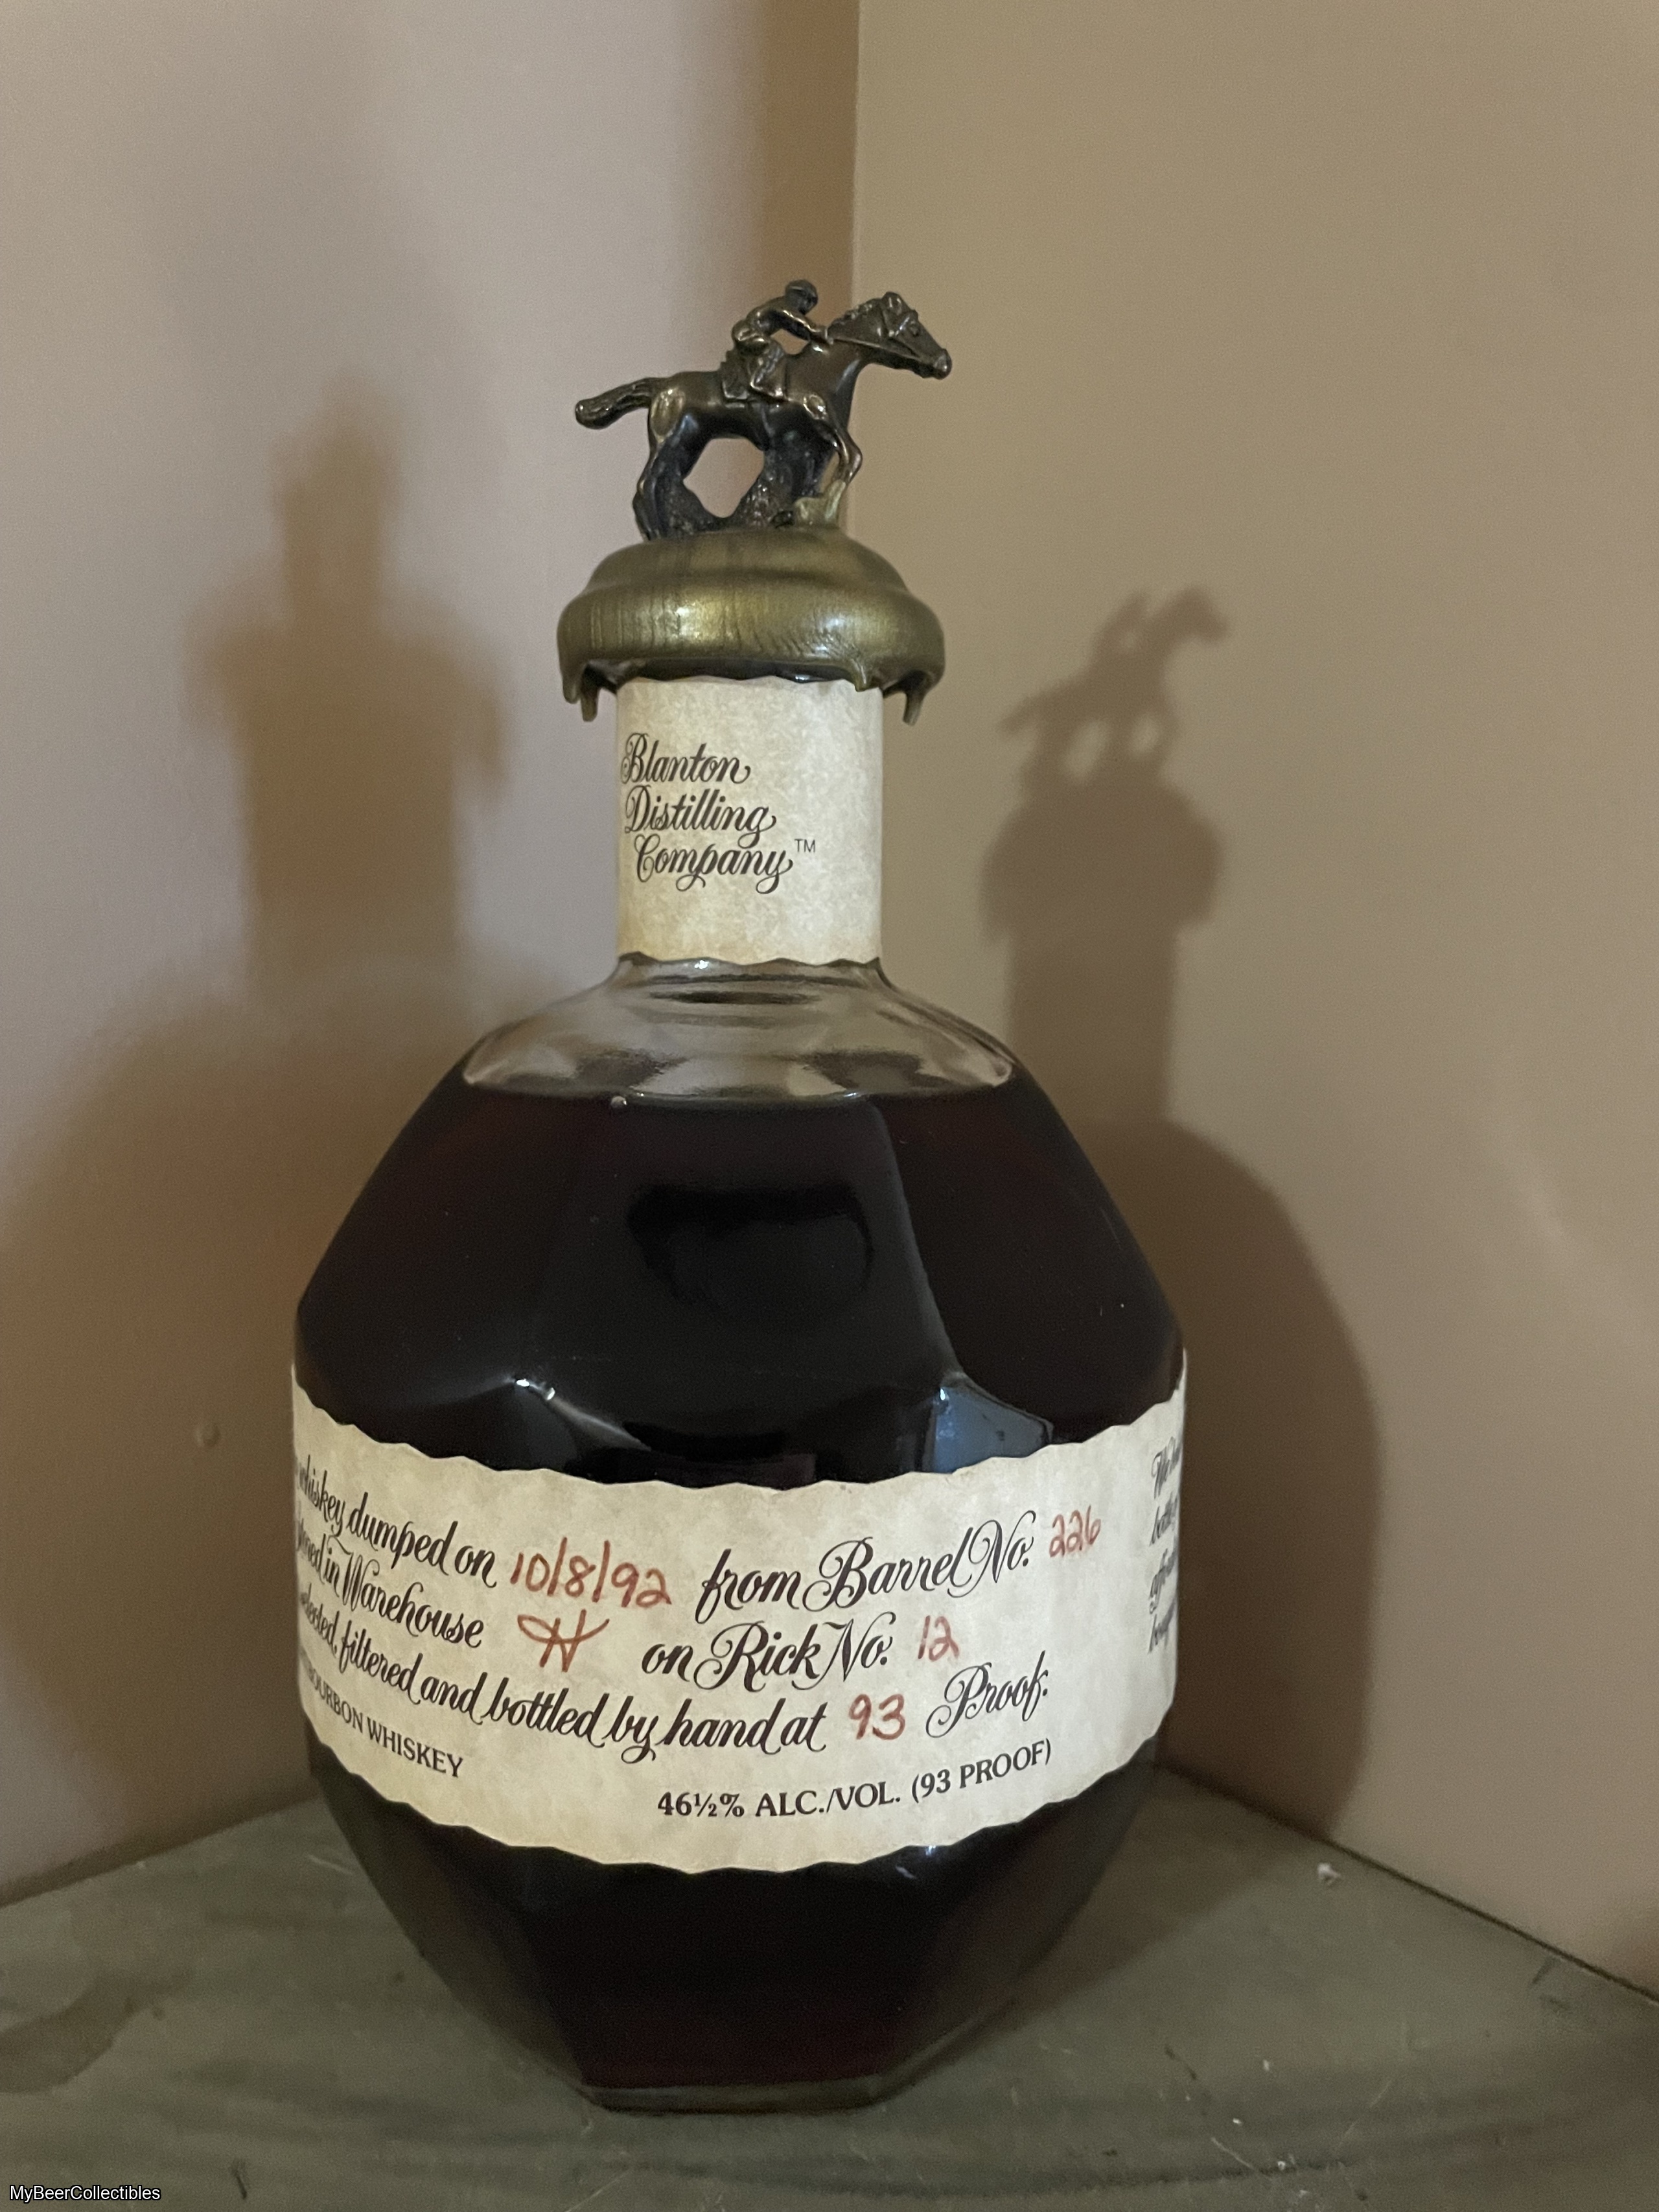 Blanton
Distilling
Company™
whiskey dumped on 10/8/92 from Barrel No. 226
in Warehouse H on Rick No. 12
filtered and bottled by hand at 93 Proof.
BOURBON WHISKEY
46½% ALC./VOL. (93 PROOF)
MyBeerCollectibles